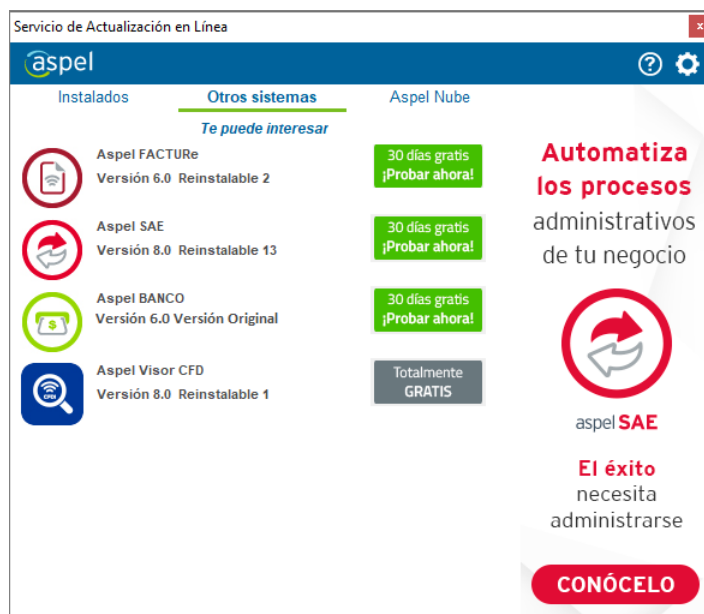 Servicio de Actualización en Línea
x
aspel
?
Instalados
Otros sistemas
Aspel Nube
Te puede interesar
Aspel FACTURe
Versión 6.0 Reinstalable 2
30 días gratis
¡Probar ahora!
Aspel SAE
Versión 8.0 Reinstalable 13
30 días gratis
¡Probar ahora!
Aspel BANCO
Versión 6.0 Versión Original
$
30 días gratis
¡Probar ahora!
Aspel Visor CFD
Versión 8.0 Reinstalable 1
CFDI
Totalmente
GRATIS
Automatiza
los procesos
administrativos
de tu negocio
aspel SAE
El éxito
necesita
administrarse
CONÓCELO